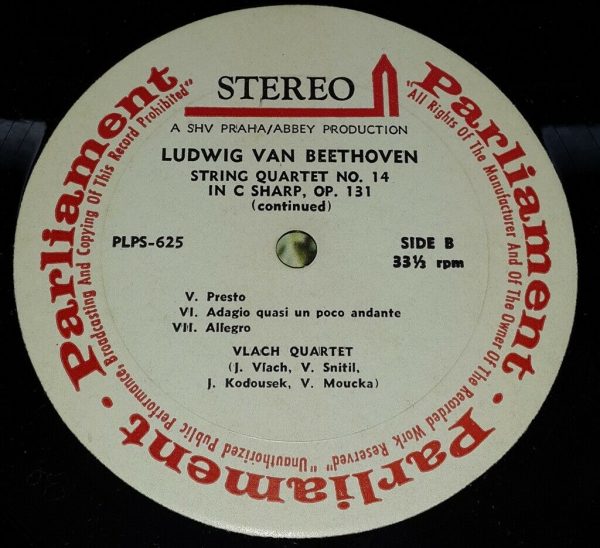 STEREO
A SHV PRAHA/ABBEY PRODUCTION
LUDWIG VAN BEETHOVEN
STRING QUARTET NO. 14
IN C SHARP, OP. 131
(continued)
PLPS-625
SIDE B
33⅓ rpm
V. Presto
VI. Adagio quasi un poco andante
VII. Allegro
VLACH QUARTET
(J. Vlach, V. Snitil,
J. Kodousek, V. Moucka)
Parliament · Parliament · Parliament · Parliament
"All Rights Of The Manufacturer And Of The Owner Of The Recorded Work Reserved" "Unauthorized Public Performance, Broadcasting And Copying Of This Record Prohibited"